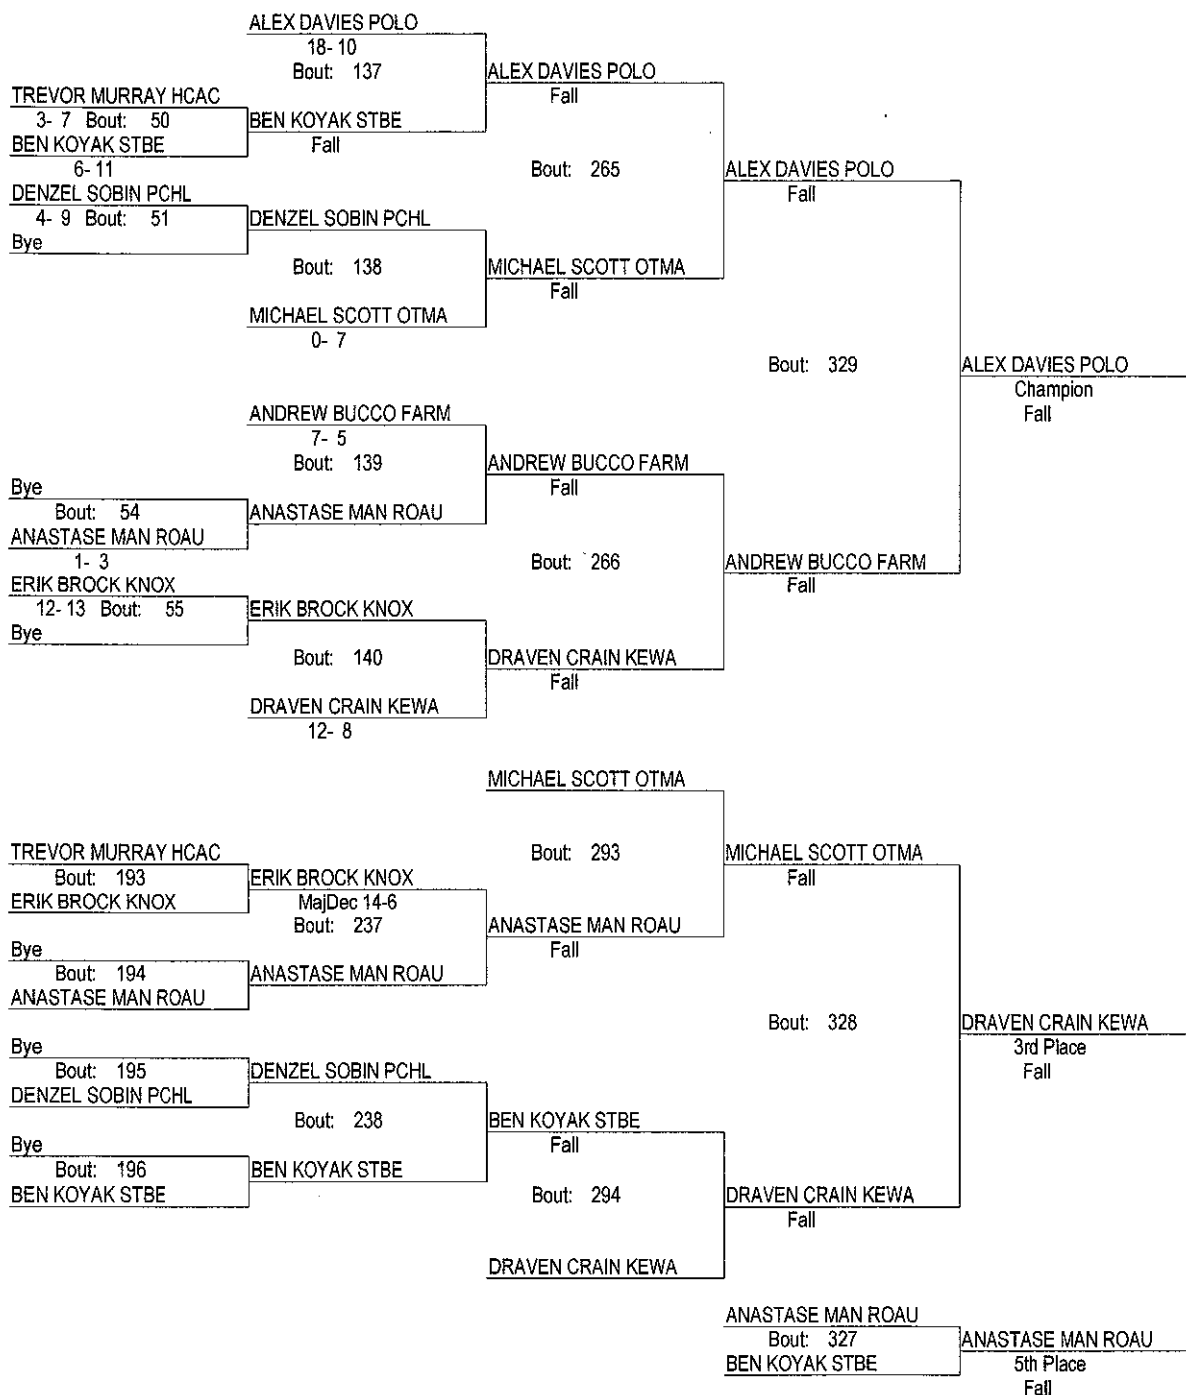 ALEX DAVIES POLO
18- 10
Bout: 137
ALEX DAVIES POLO
Fall
TREVOR MURRAY HCAC
3- 7 Bout: 50
BEN KOYAK STBE
Fall
BEN KOYAK STBE
6- 11
Bout: 265
ALEX DAVIES POLO
Fall
DENZEL SOBIN PCHL
4- 9 Bout: 51
DENZEL SOBIN PCHL
Bye
Bout: 138
MICHAEL SCOTT OTMA
Fall
MICHAEL SCOTT OTMA
0- 7
Bout: 329
ALEX DAVIES POLO
Champion
Fall
ANDREW BUCCO FARM
7- 5
Bout: 139
ANDREW BUCCO FARM
Fall
Bye
Bout: 54
ANASTASE MAN ROAU
ANASTASE MAN ROAU
1- 3
Bout: 266
ANDREW BUCCO FARM
Fall
ERIK BROCK KNOX
12- 13 Bout: 55
ERIK BROCK KNOX
Bye
Bout: 140
DRAVEN CRAIN KEWA
Fall
DRAVEN CRAIN KEWA
12- 8
MICHAEL SCOTT OTMA
Bout: 293
MICHAEL SCOTT OTMA
Fall
TREVOR MURRAY HCAC
Bout: 193
ERIK BROCK KNOX
ERIK BROCK KNOX
MajDec 14-6
Bout: 237
ANASTASE MAN ROAU
Fall
Bye
Bout: 194
ANASTASE MAN ROAU
ANASTASE MAN ROAU
Bout: 328
DRAVEN CRAIN KEWA
3rd Place
Fall
Bye
Bout: 195
DENZEL SOBIN PCHL
DENZEL SOBIN PCHL
Bout: 238
BEN KOYAK STBE
Fall
Bye
Bout: 196
BEN KOYAK STBE
BEN KOYAK STBE
Bout: 294
DRAVEN CRAIN KEWA
Fall
DRAVEN CRAIN KEWA
ANASTASE MAN ROAU
Bout: 327
ANASTASE MAN ROAU
BEN KOYAK STBE
5th Place
Fall